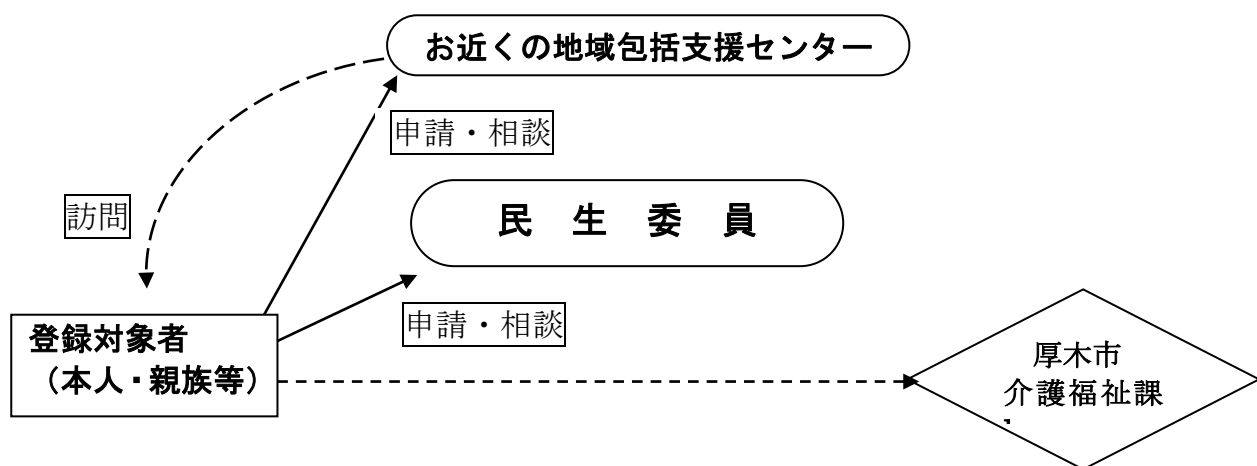 お近くの地域包括支援センター
申請・相談
訪問
民生委員
申請・相談
登録対象者
（本人・親族等）
厚木市
介護福祉課